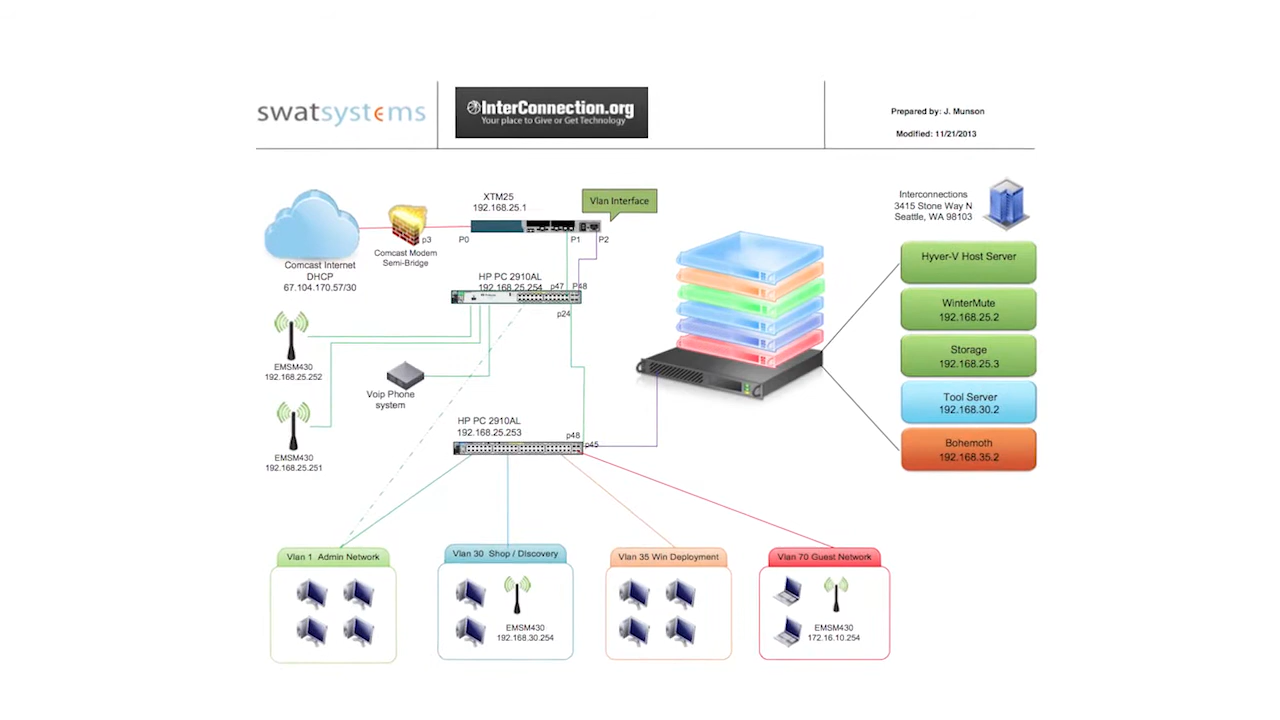 swatsystems
InterConnection.org
Your place to Give or Get Technology
Prepared by: J. Munson
Modified: 11/21/2013
XTM25
192.168.25.1
Vlan Interface
Interconnections
3415 Stone Way N
Seattle, WA 98103
p3
P0
P1
P2
Comcast Modem
Semi-Bridge
Comcast Internet
DHCP
67.104.170.57/30
HP PC 2910AL
192.168.25.254
p47
P48
p24
Hyver-V Host Server
WinterMute
192.168.25.2
Storage
192.168.25.3
Tool Server
192.168.30.2
Bohemoth
192.168.35.2
EMSM430
192.168.25.252
Voip Phone
system
HP PC 2910AL
192.168.25.253
p48
p45
EMSM430
192.168.25.251
Vlan 1 Admin Network
Vlan 30 Shop / DIscovery
Vlan 35 Win Deployment
Vlan 70 Guest Network
EMSM430
192.168.30.254
EMSM430
172.16.10.254